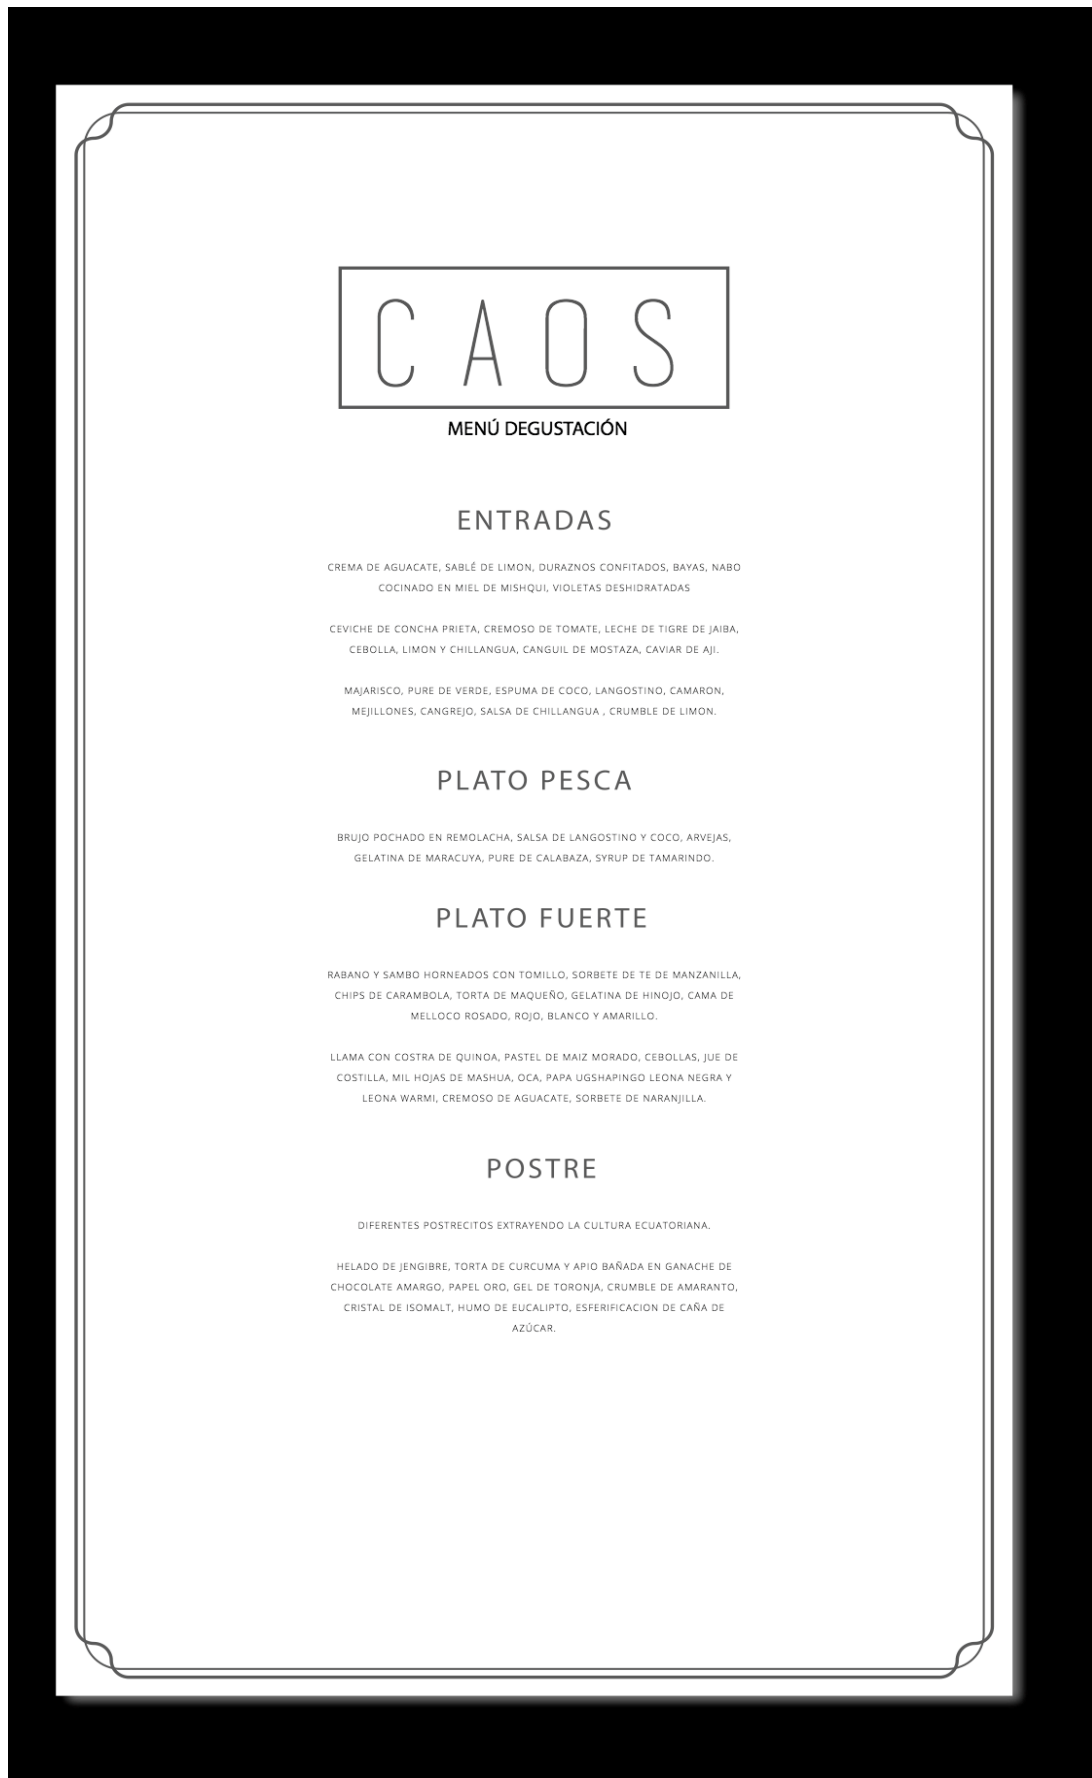 CAOS
MENÚ DEGUSTACIÓN
ENTRADAS
CREMA DE AGUACATE, SABLÉ DE LIMON, DURAZNOS CONFITADOS, BAYAS, NABO
COCINADO EN MIEL DE MISHQUI, VIOLETAS DESHIDRATADAS
CEVICHE DE CONCHA PRIETA, CREMOSO DE TOMATE, LECHE DE TIGRE DE JAIBA,
CEBOLLA, LIMON Y CHILLANGUA, CANGUIL DE MOSTAZA, CAVIAR DE AJI.
MAJARISCO, PURE DE VERDE, ESPUMA DE COCO, LANGOSTINO, CAMARON,
MEJILLONES, CANGREJO, SALSA DE CHILLANGUA , CRUMBLE DE LIMON.
PLATO PESCA
BRUJO POCHADO EN REMOLACHA, SALSA DE LANGOSTINO Y COCO, ARVEJAS,
GELATINA DE MARACUYA, PURE DE CALABAZA, SYRUP DE TAMARINDO.
PLATO FUERTE
RABANO Y SAMBO HORNEADOS CON TOMILLO, SORBETE DE TE DE MANZANILLA,
CHIPS DE CARAMBOLA, TORTA DE MAQUEÑO, GELATINA DE HINOJO, CAMA DE
MELLOCO ROSADO, ROJO, BLANCO Y AMARILLO.
LLAMA CON COSTRA DE QUINOA, PASTEL DE MAIZ MORADO, CEBOLLAS, JUE DE
COSTILLA, MIL HOJAS DE MASHUA, OCA, PAPA UGSHAPINGO LEONA NEGRA Y
LEONA WARMI, CREMOSO DE AGUACATE, SORBETE DE NARANJILLA.
POSTRE
DIFERENTES POSTRECITOS EXTRAYENDO LA CULTURA ECUATORIANA.
HELADO DE JENGIBRE, TORTA DE CURCUMA Y APIO BAÑADA EN GANACHE DE
CHOCOLATE AMARGO, PAPEL ORO, GEL DE TORONJA, CRUMBLE DE AMARANTO,
CRISTAL DE ISOMALT, HUMO DE EUCALIPTO, ESFERIFICACION DE CAÑA DE
AZÚCAR.